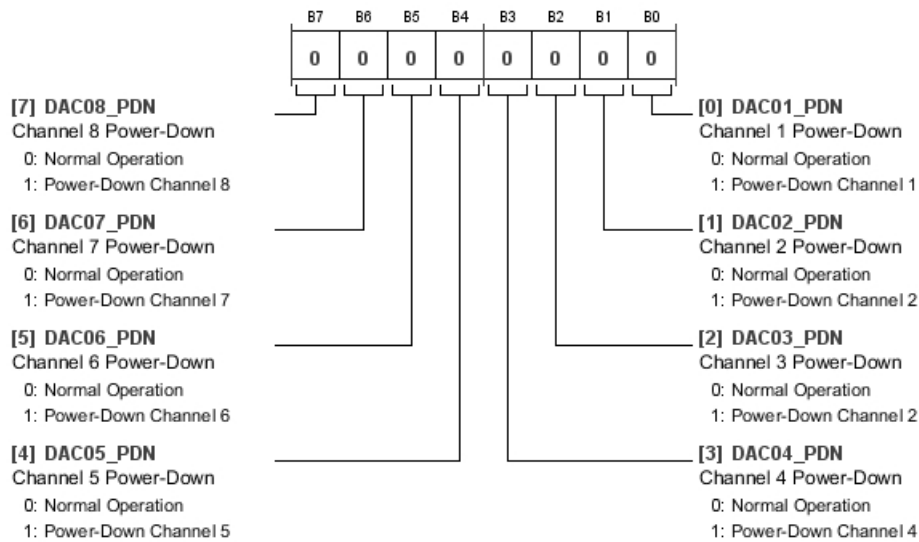 B7 B6 B5 B4 B3 B2 B1 B0
0 0 0 0 0 0 0 0
[7] DAC08_PDN
Channel 8 Power-Down
0: Normal Operation
1: Power-Down Channel 8
[6] DAC07_PDN
Channel 7 Power-Down
0: Normal Operation
1: Power-Down Channel 7
[5] DAC06_PDN
Channel 6 Power-Down
0: Normal Operation
1: Power-Down Channel 6
[4] DAC05_PDN
Channel 5 Power-Down
0: Normal Operation
1: Power-Down Channel 5
[0] DAC01_PDN
Channel 1 Power-Down
0: Normal Operation
1: Power-Down Channel 1
[1] DAC02_PDN
Channel 2 Power-Down
0: Normal Operation
1: Power-Down Channel 2
[2] DAC03_PDN
Channel 3 Power-Down
0: Normal Operation
1: Power-Down Channel 2
[3] DAC04_PDN
Channel 4 Power-Down
0: Normal Operation
1: Power-Down Channel 4